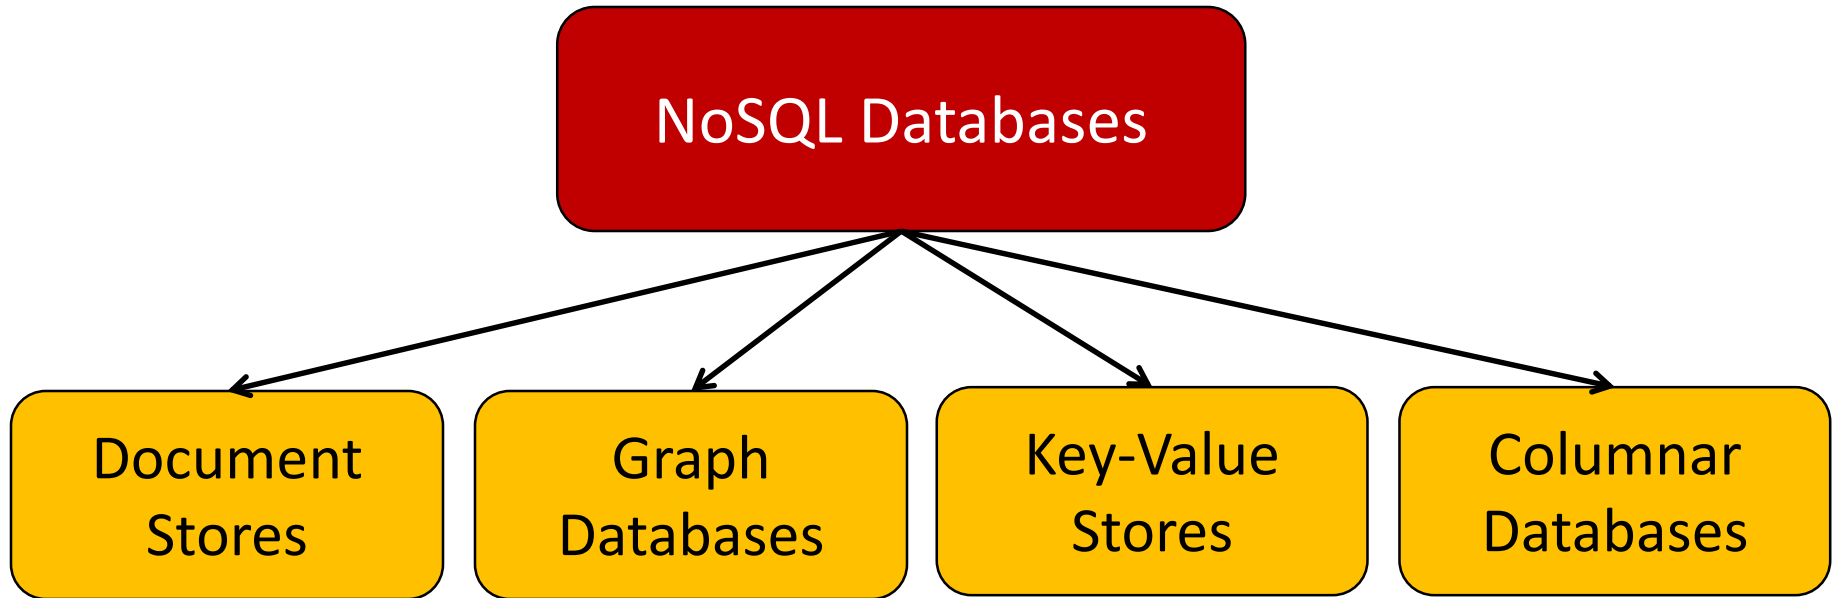 NoSQL Databases
Document
Stores
Graph
Databases
Key-Value
Stores
Columnar
Databases